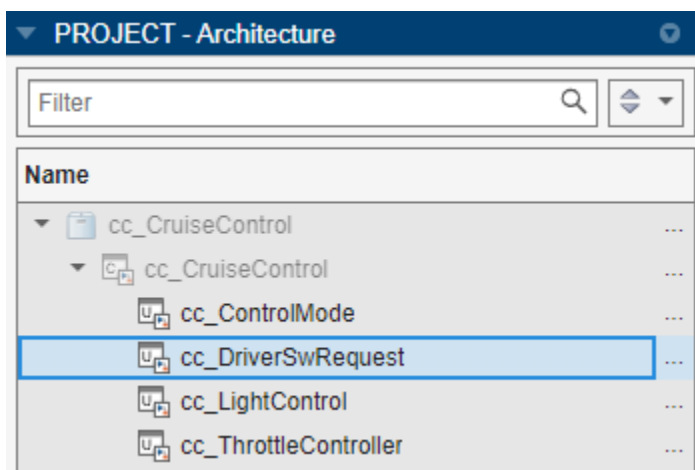 PROJECT - Architecture
Filter
Name
cc_CruiseControl ...
C cc_CruiseControl ...
U cc_ControlMode ...
U cc_DriverSwRequest ...
U cc_LightControl ...
U cc_ThrottleController ...